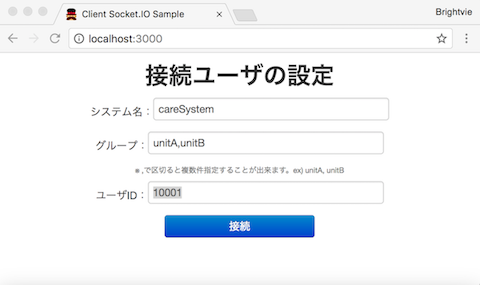 Client Socket.IO Sample
Brightvie
localhost:3000
接続ユーザの設定
システム名： careSystem
グループ： unitA,unitB
※ ,で区切ると複数件指定することが出来ます。ex) unitA, unitB
ユーザID： 10001
接続